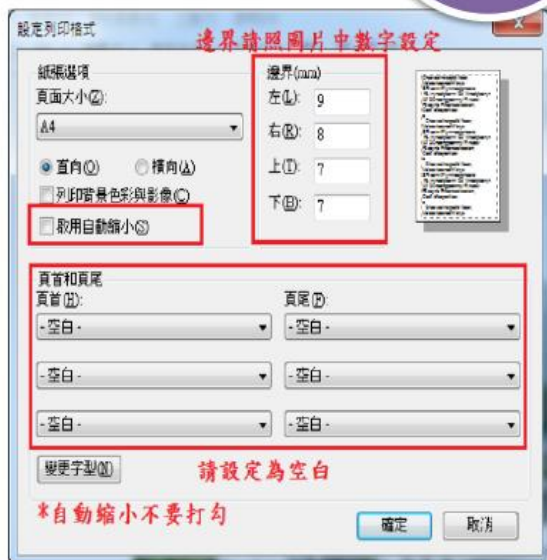 設定列印格式
邊界請照圖片中數字設定
紙張選項
頁面大小(Z):
A4
直向(O) 橫向(A)
列印背景色彩與影像(C)
啟用自動縮小(S)
邊界(mm)
左(L): 9
右(R): 8
上(T): 7
下(B): 7
頁首和頁尾
頁首(H): 頁尾(F):
-空白- -空白-
-空白- -空白-
-空白- -空白-
變更字型(N)
請設定為空白
*自動縮小不要打勾
確定 取消